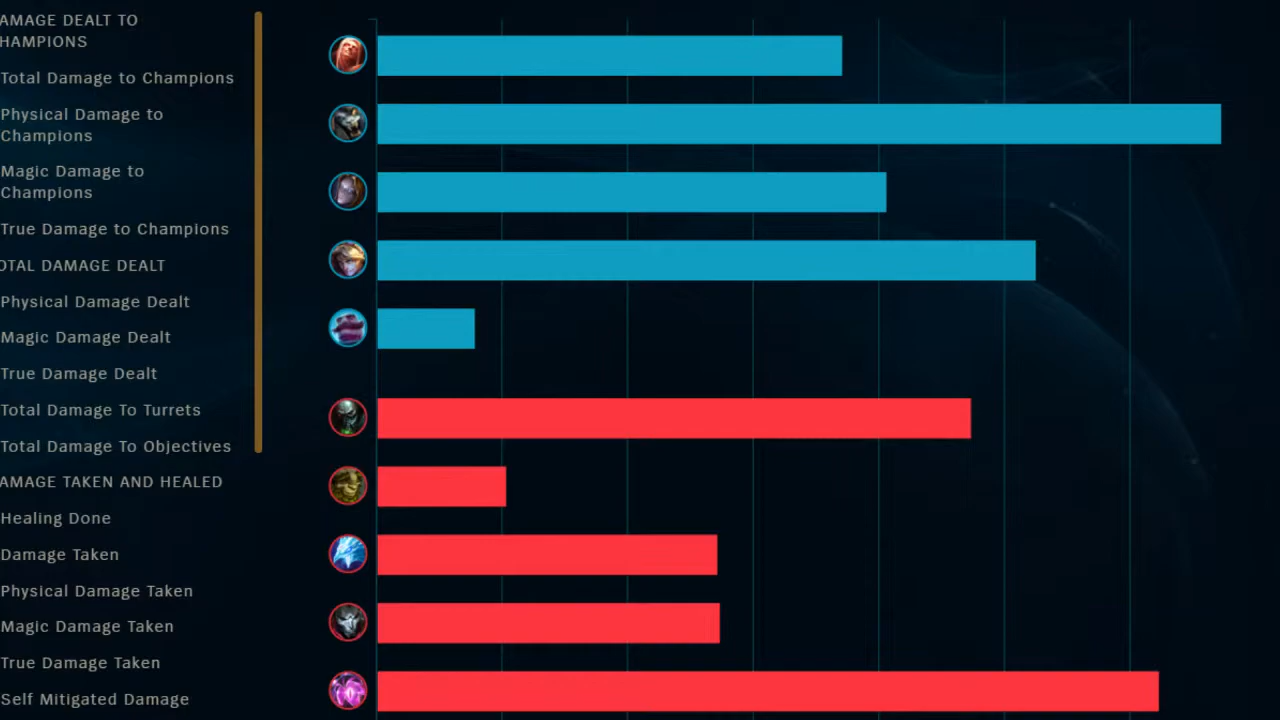 AMAGE DEALT TO
HAMPIONS
Total Damage to Champions
Physical Damage to
Champions
Magic Damage to
Champions
True Damage to Champions
OTAL DAMAGE DEALT
Physical Damage Dealt
Magic Damage Dealt
True Damage Dealt
Total Damage To Turrets
Total Damage To Objectives
AMAGE TAKEN AND HEALED
Healing Done
Damage Taken
Physical Damage Taken
Magic Damage Taken
True Damage Taken
Self Mitigated Damage